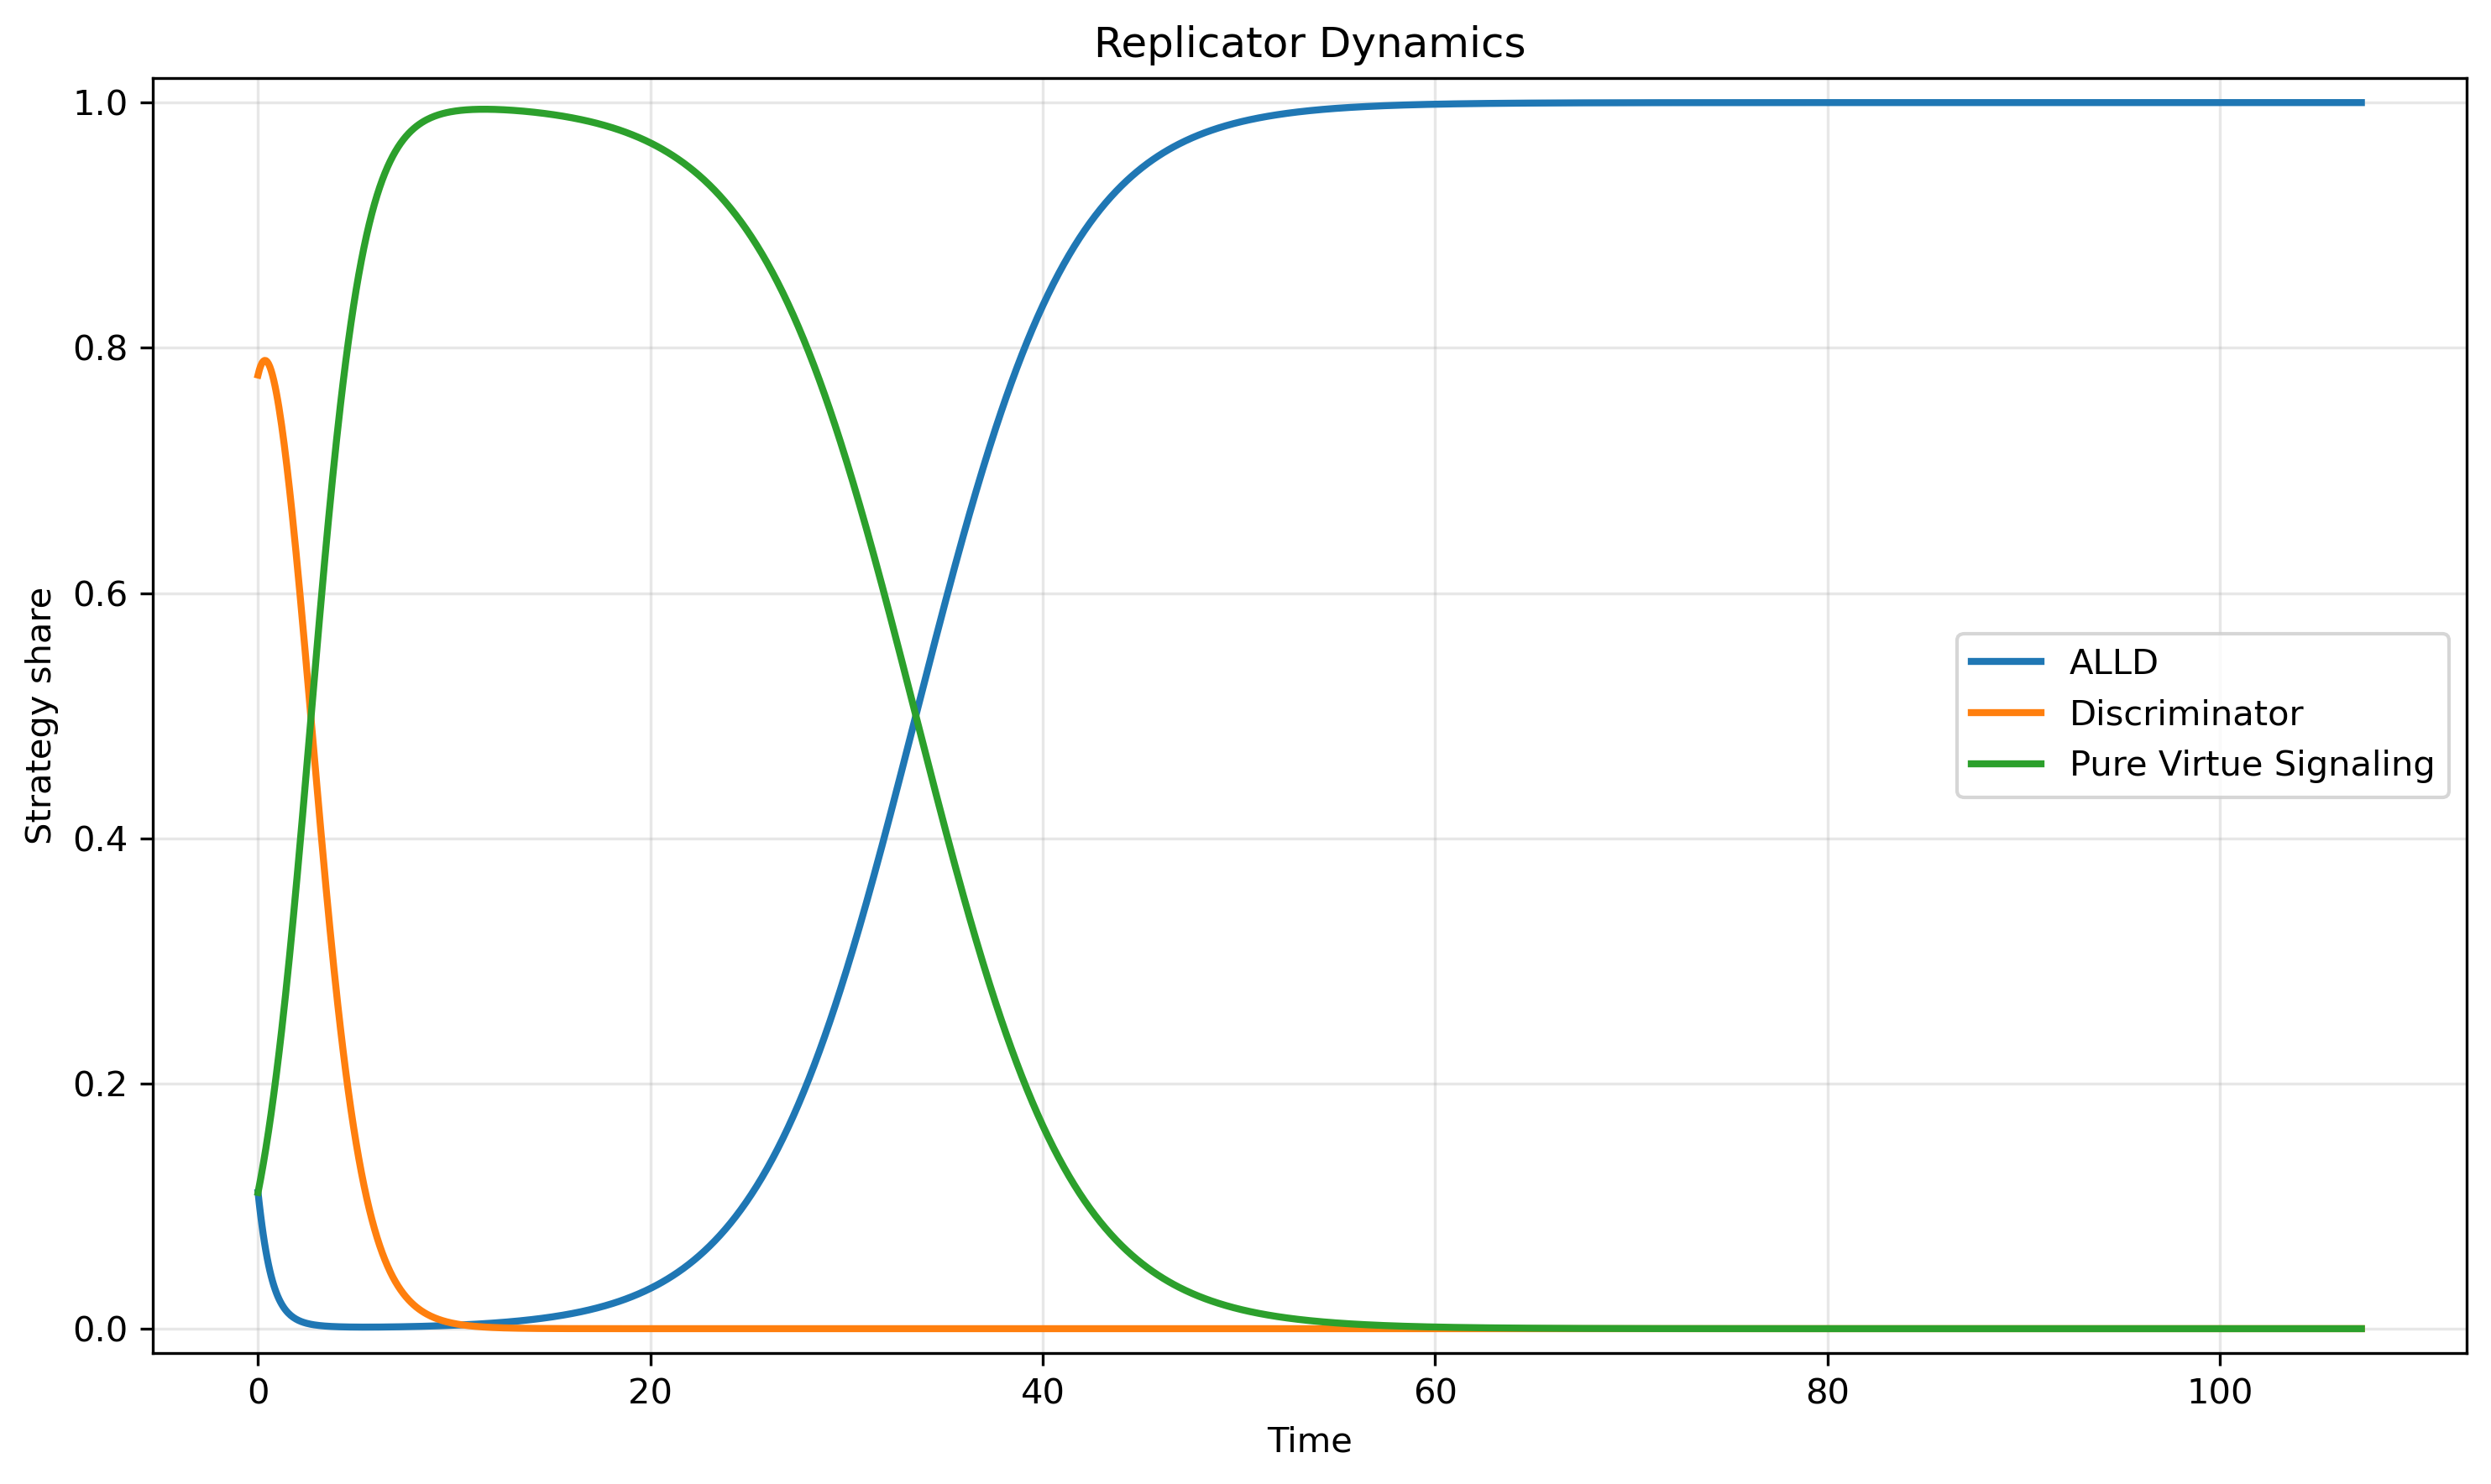 Replicator Dynamics
Strategy share
1.0
0.8
0.6
0.4
0.2
0.0
ALLD
Discriminator
Pure Virtue Signaling
0
20
40
60
80
100
Time